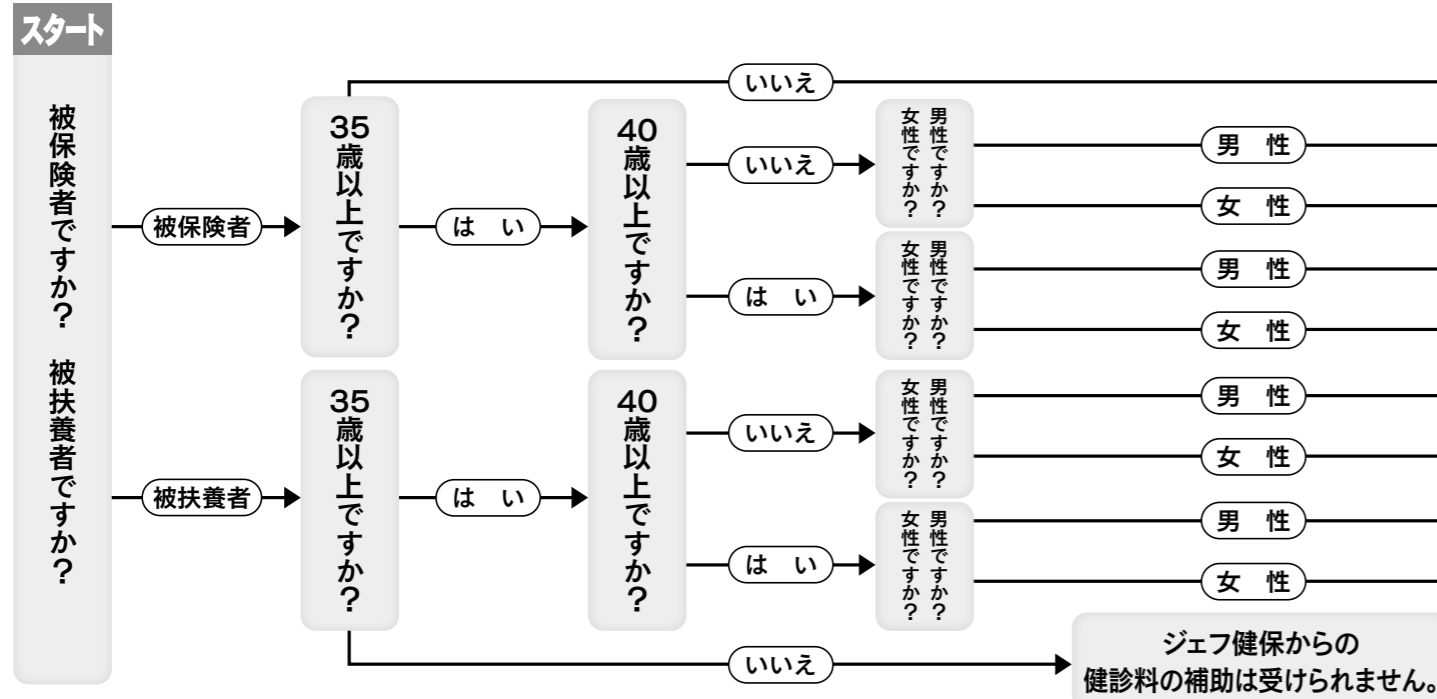 スタート
被保険者ですか？ 被扶養者ですか？
いいえ
被保険者
35歳以上ですか？
は い
40歳以上ですか？
いいえ
男性ですか？
女性ですか？
男 性
女 性
は い
男性ですか？
女性ですか？
男 性
女 性
被扶養者
35歳以上ですか？
は い
40歳以上ですか？
いいえ
男性ですか？
女性ですか？
男 性
女 性
は い
男性ですか？
女性ですか？
男 性
女 性
いいえ
ジェフ健保からの
健診料の補助は受けられません。